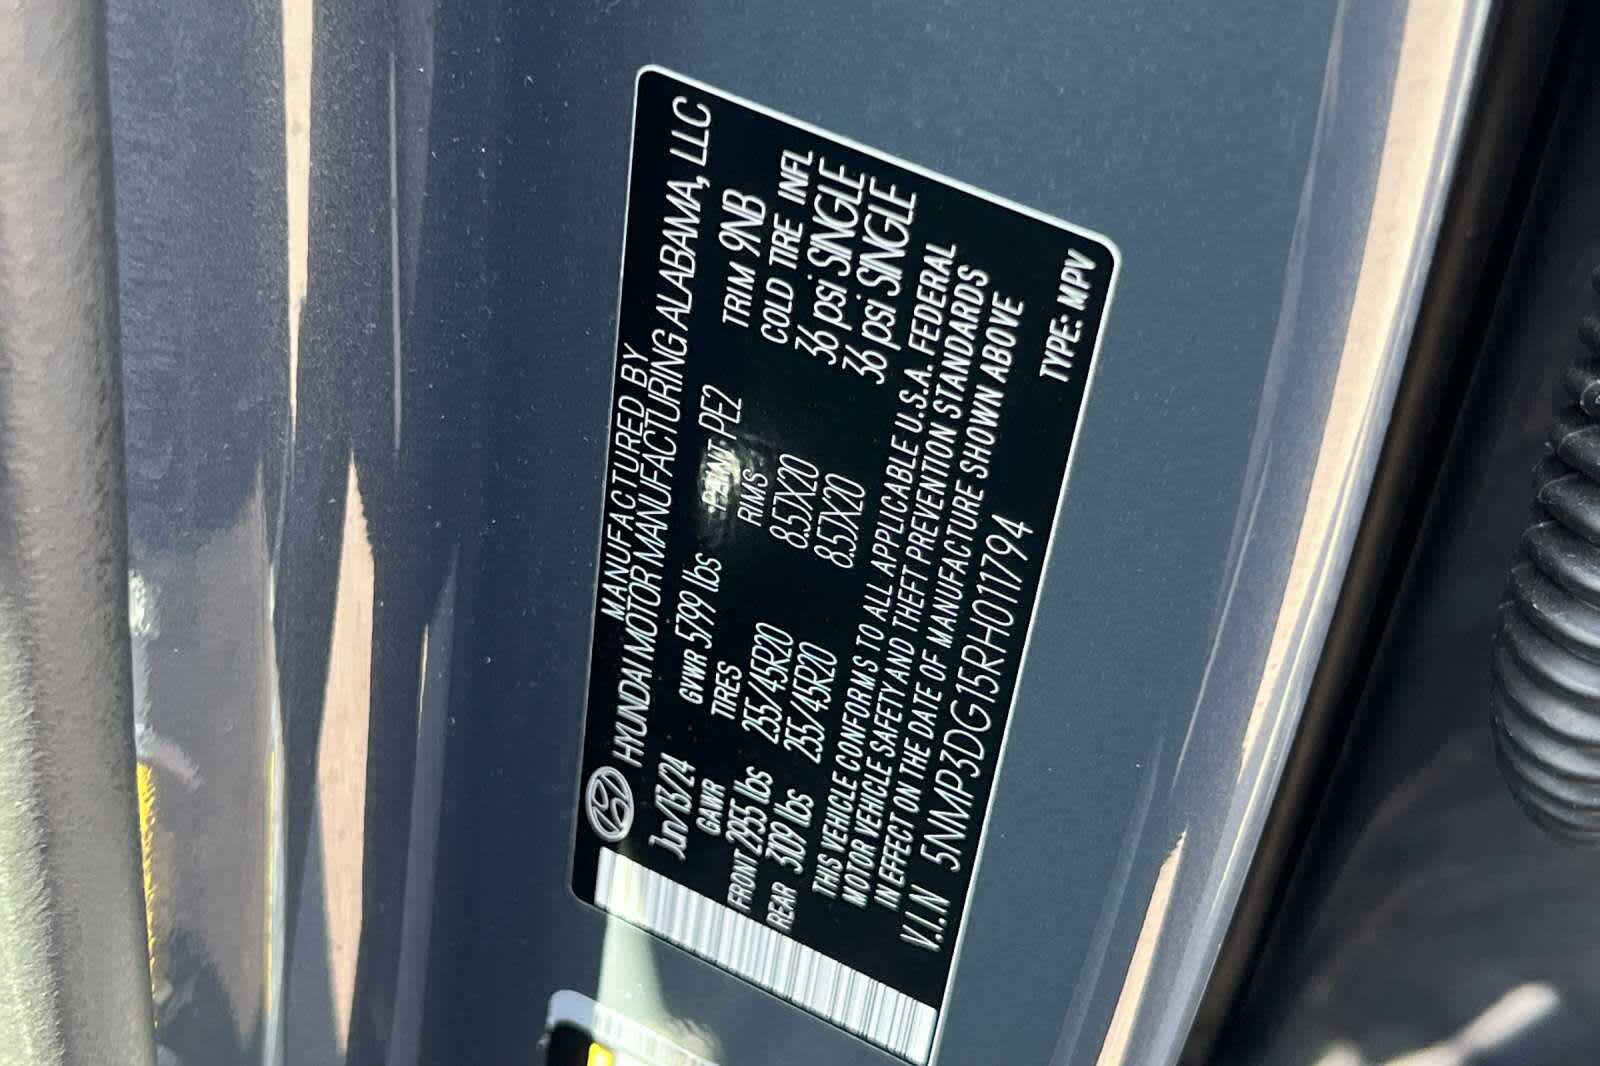 MANUFACTURED BY
HYUNDAI MOTOR MANUFACTURING ALABAMA, LLC
Jun/13/24 GVWR 5799 lbs PAINT: PE2 TRIM 9NB
GAWR TIRES RIMS COLD TIRE INFL
FRONT 2955 lbs 255/45R20 8.5X20 36 psi SINGLE
REAR 3109 lbs 255/45R20 8.5X20 36 psi SINGLE
THIS VEHICLE CONFORMS TO ALL APPLICABLE U.S.A. FEDERAL
MOTOR VEHICLE SAFETY AND THEFT PREVENTION STANDARDS
IN EFFECT ON THE DATE OF MANUFACTURE SHOWN ABOVE
V.I.N 5NMP3DG15RH011794 TYPE: MPV